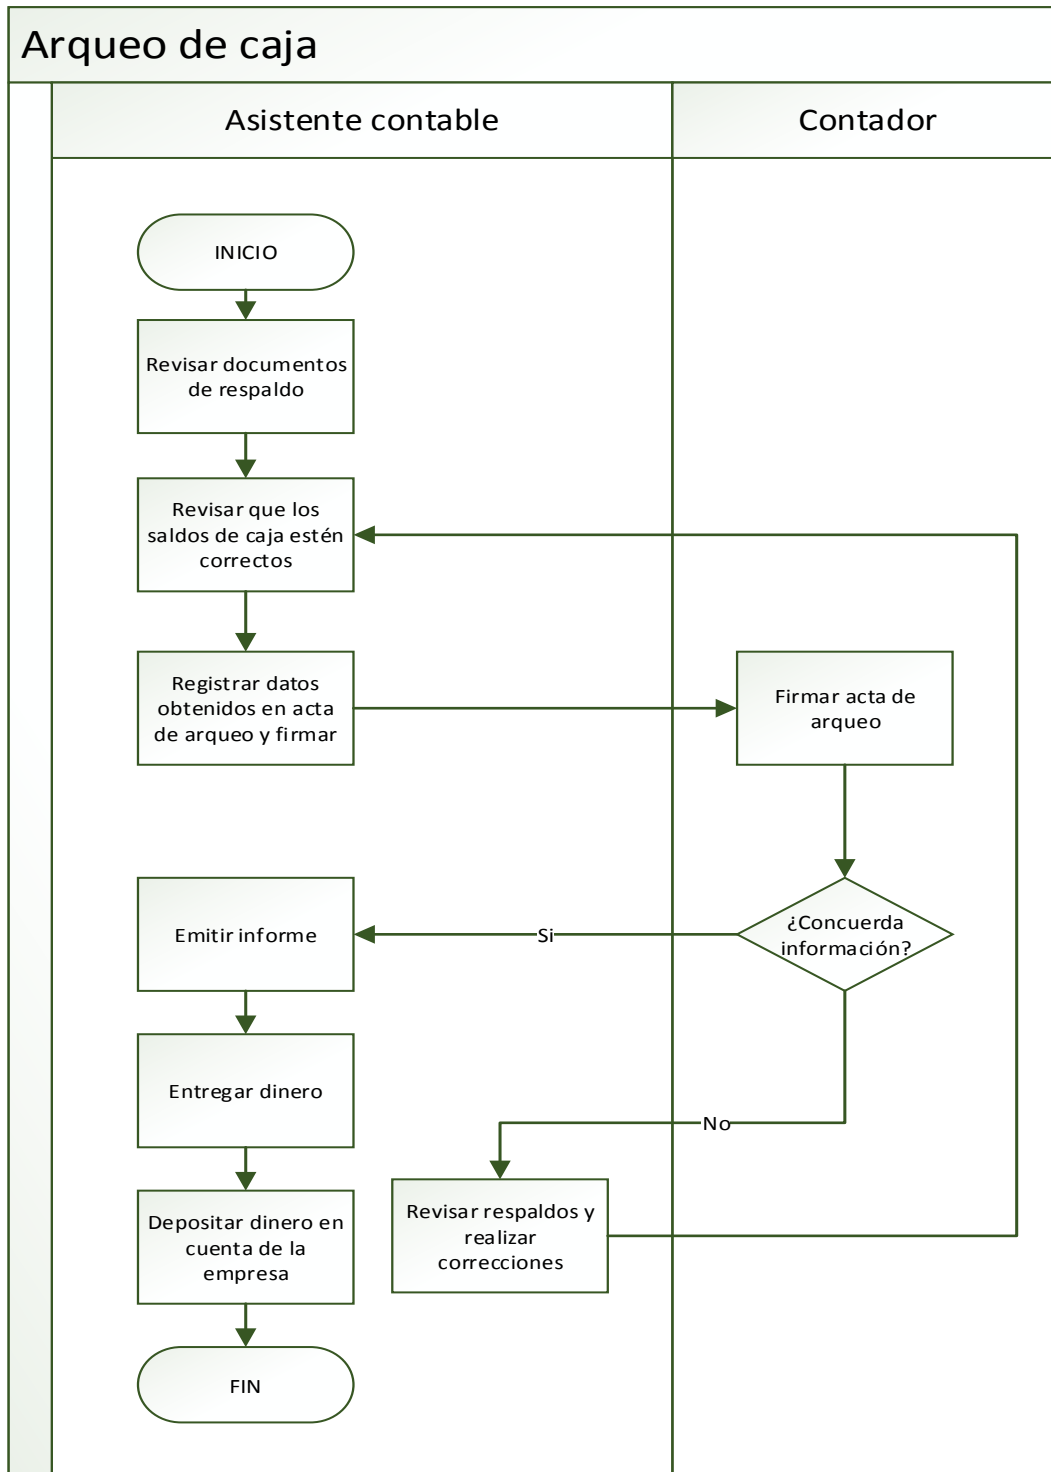 Arqueo de caja
Asistente contable
Contador
INICIO
Revisar documentos
de respaldo
Revisar que los
saldos de caja estén
correctos
Registrar datos
obtenidos en acta
de arqueo y firmar
Firmar acta de
arqueo
¿Concuerda
información?
Si
Emitir informe
Entregar dinero
No
Revisar respaldos y
realizar
correcciones
Depositar dinero en
cuenta de la
empresa
FIN